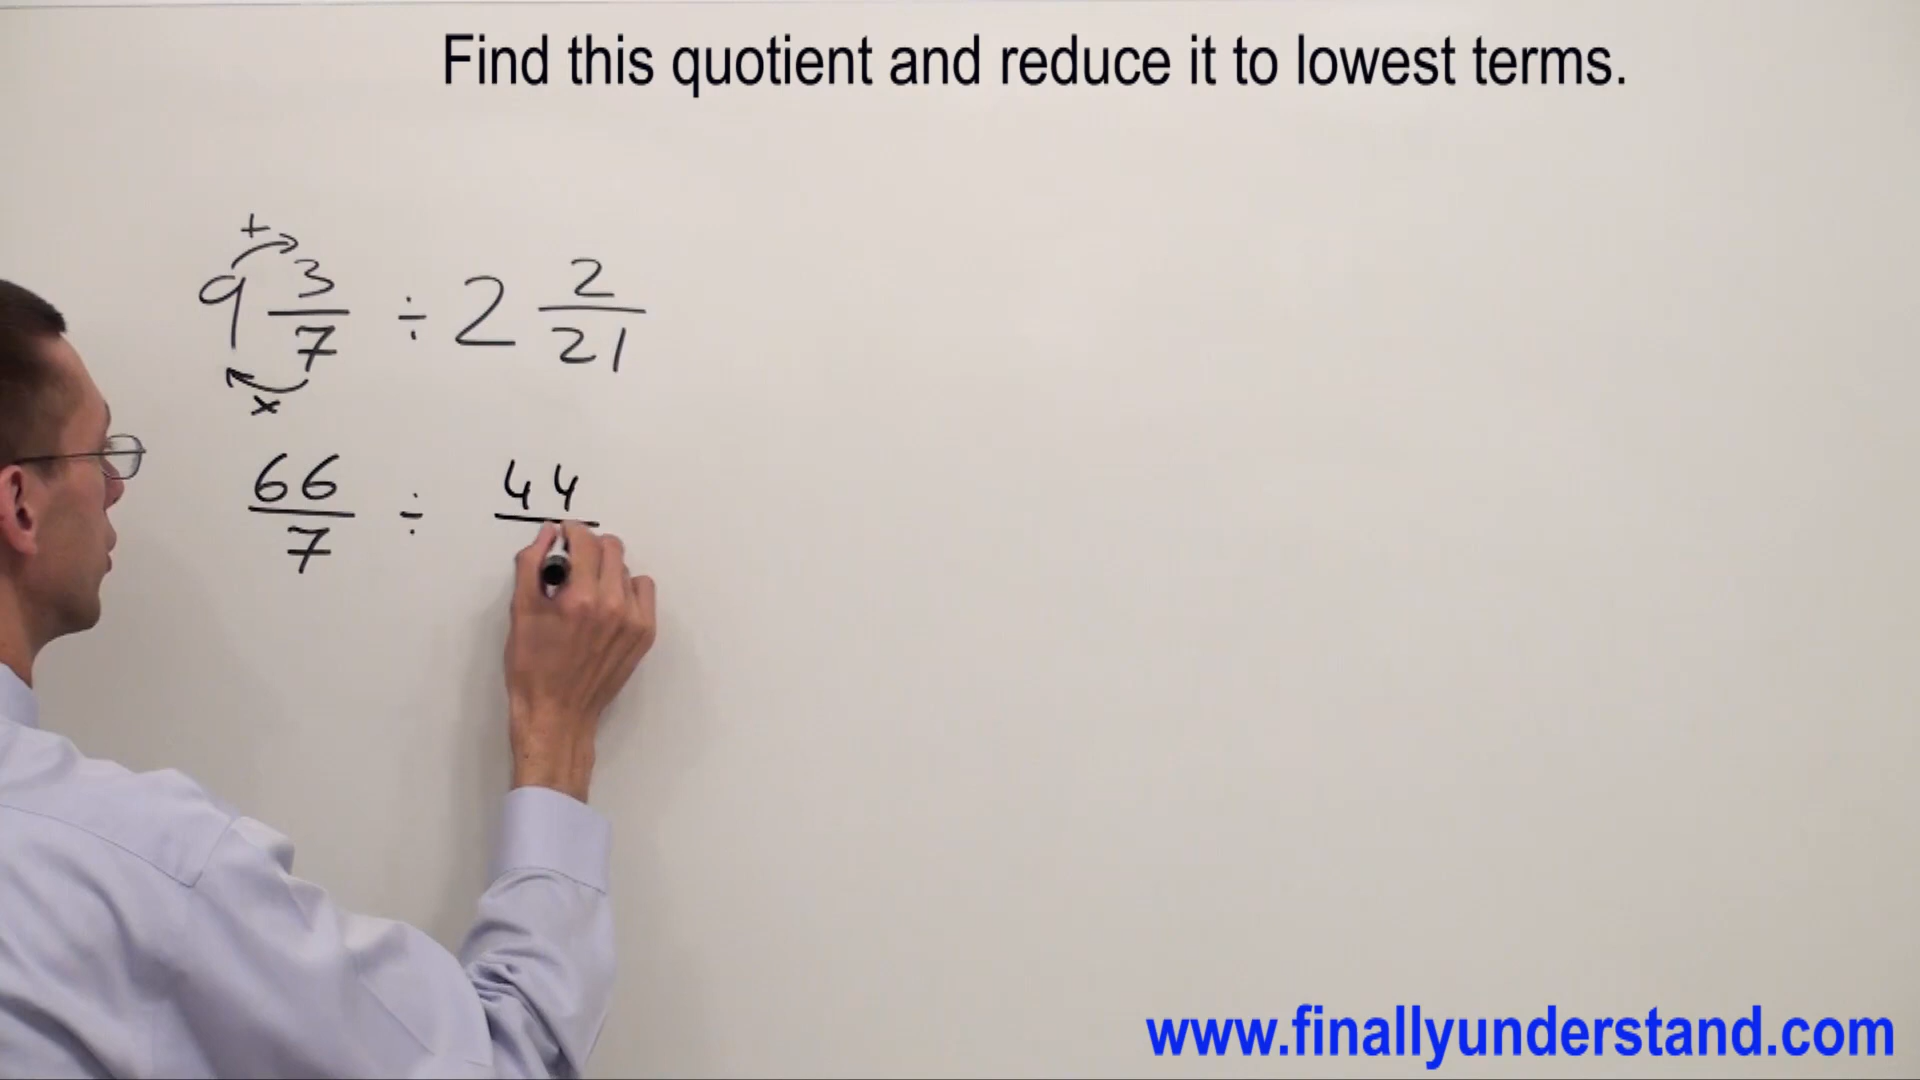 Find this quotient and reduce it to lowest terms.
+
9 3/7 ÷ 2 2/21
x
66/7 ÷ 44/
www.finallyunderstand.com